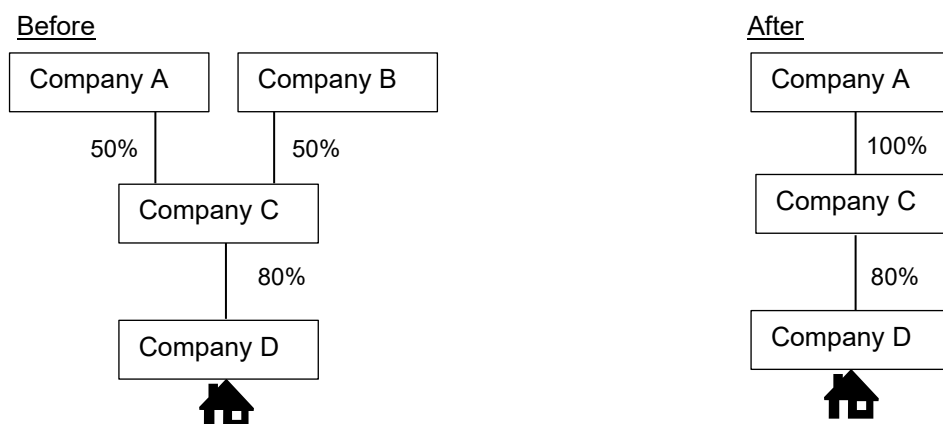 Before
Company A
Company B
50%
50%
Company C
80%
Company D
After
Company A
100%
Company C
80%
Company D